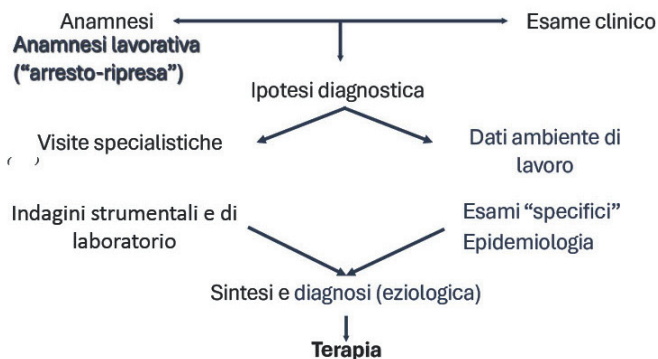 Anamnesi
Esame clinico
Anamnesi lavorativa
("arresto-ripresa")
Ipotesi diagnostica
Visite specialistiche
( )
Dati ambiente di
lavoro
Indagini strumentali e di
laboratorio
Esami "specifici"
Epidemiologia
Sintesi e diagnosi (eziologica)
Terapia